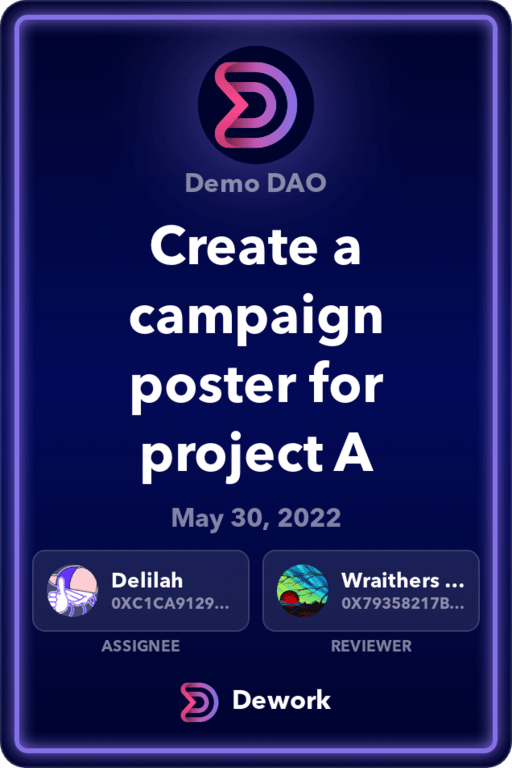 Demo DAO
Create a
campaign
poster for
project A
May 30, 2022
Delilah
0XC1CA9129...
ASSIGNEE
Wraithers ...
0X79358217B...
REVIEWER
Dework